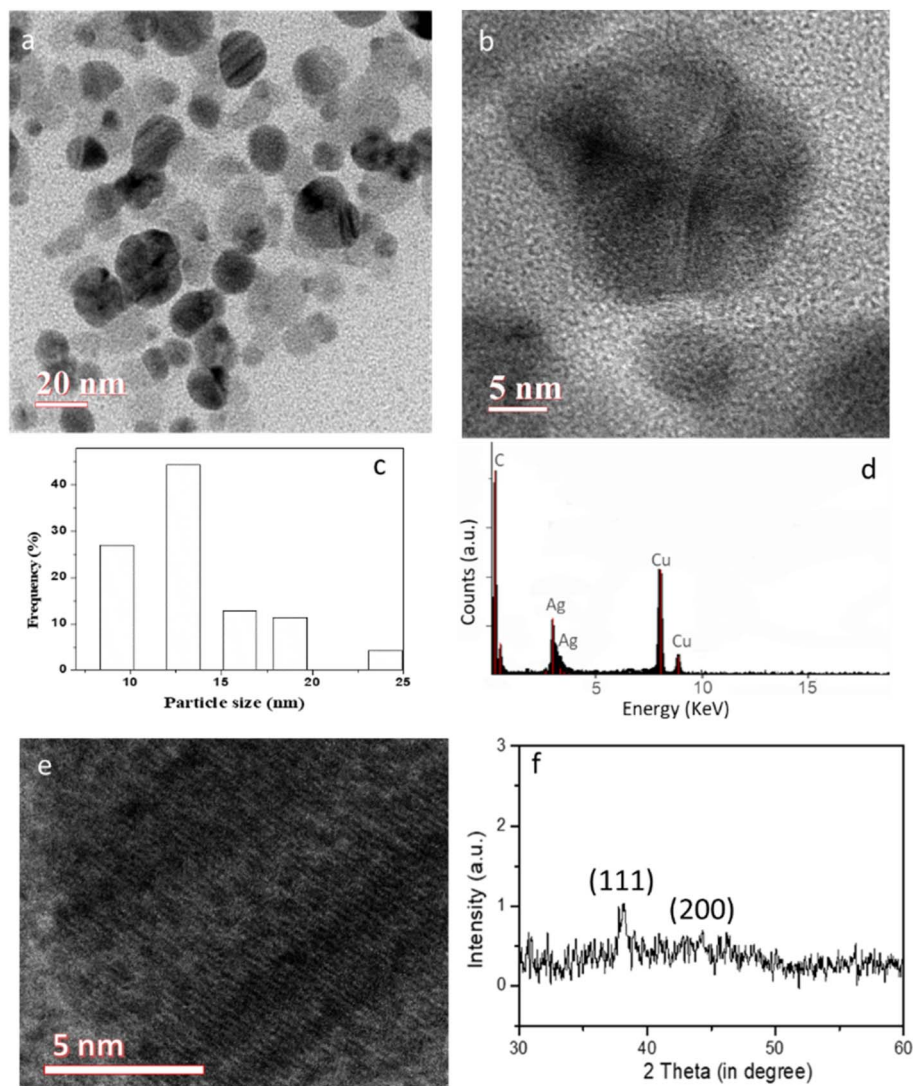 a
20 nm
b
5 nm
c
Frequency (%)
40
30
20
10
0
10 15 20 25
Particle size (nm)
d
Counts (a.u.)
C
Ag
Ag
Cu
Cu
5 10 15
Energy (KeV)
e
5 nm
f
Intensity (a.u.)
3
2
1
0
(111)
(200)
30 40 50 60
2 Theta (in degree)